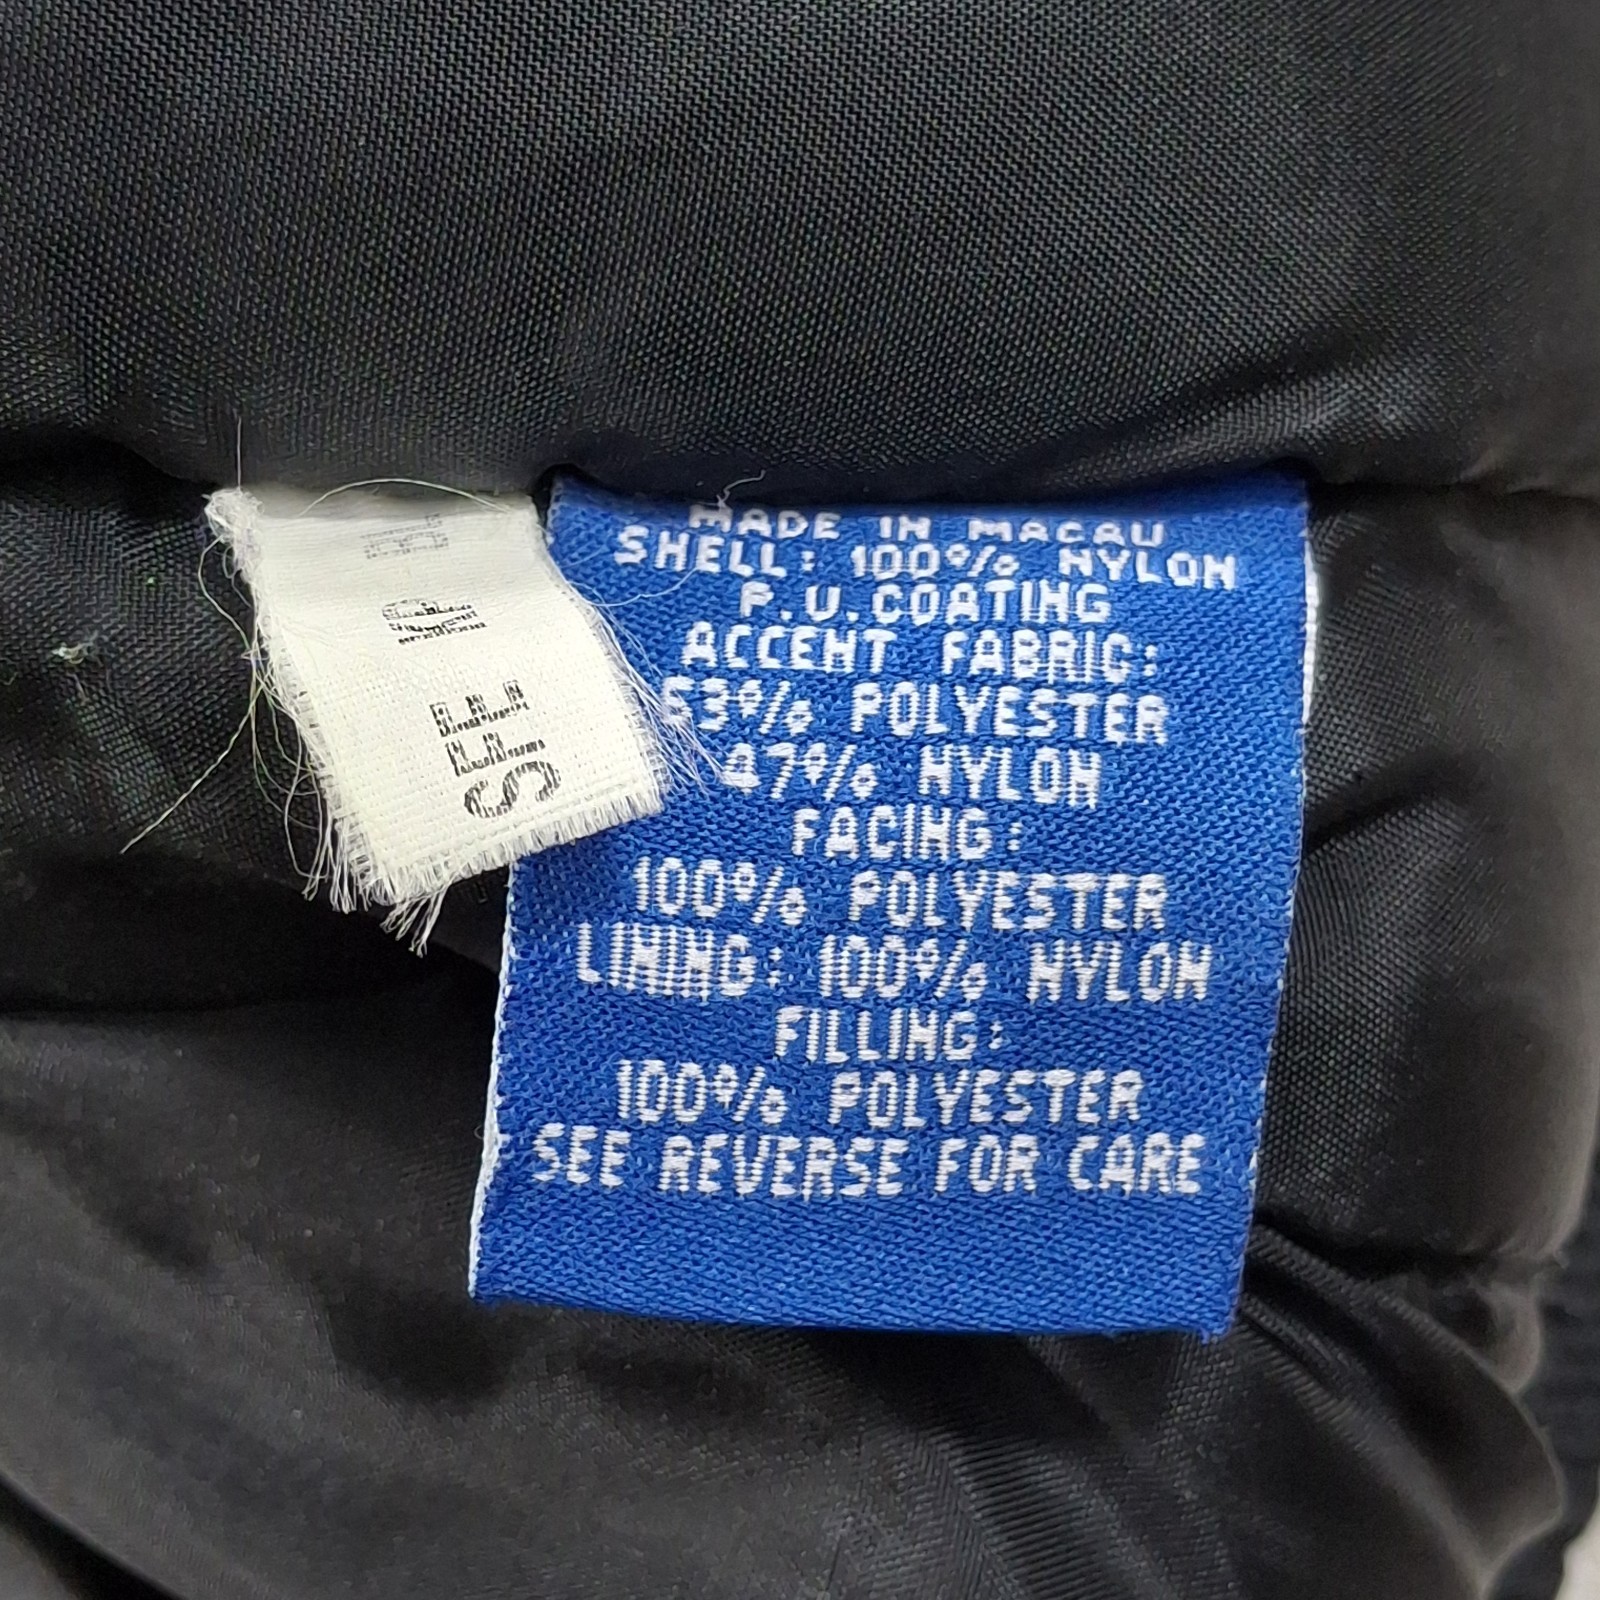 MADE IN MACAU
SHELL: 100% NYLON
P.U. COATING
ACCENT FABRIC:
53% POLYESTER
47% NYLON
FACING:
100% POLYESTER
LINING: 100% NYLON
FILLING:
100% POLYESTER
SEE REVERSE FOR CARE